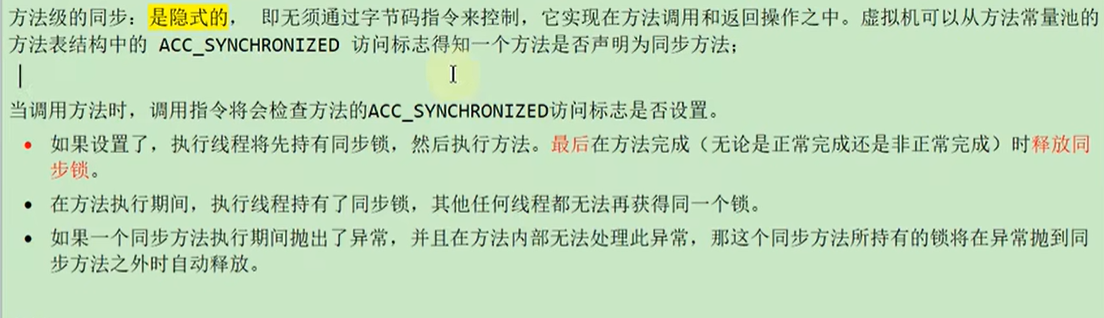 方法级的同步：是隐式的， 即无须通过字节码指令来控制，它实现在方法调用和返回操作之中。虚拟机可以从方法常量池的
方法表结构中的 ACC_SYNCHRONIZED 访问标志得知一个方法是否声明为同步方法；
当调用方法时，调用指令将会检查方法的ACC_SYNCHRONIZED访问标志是否设置。
• 如果设置了，执行线程将先持有同步锁，然后执行方法。最后在方法完成（无论是正常完成还是非正常完成）时释放同
步锁。
• 在方法执行期间，执行线程持有了同步锁，其他任何线程都无法再获得同一个锁。
• 如果一个同步方法执行期间抛出了异常，并且在方法内部无法处理此异常，那这个同步方法所持有的锁将在异常抛到同
步方法之外时自动释放。